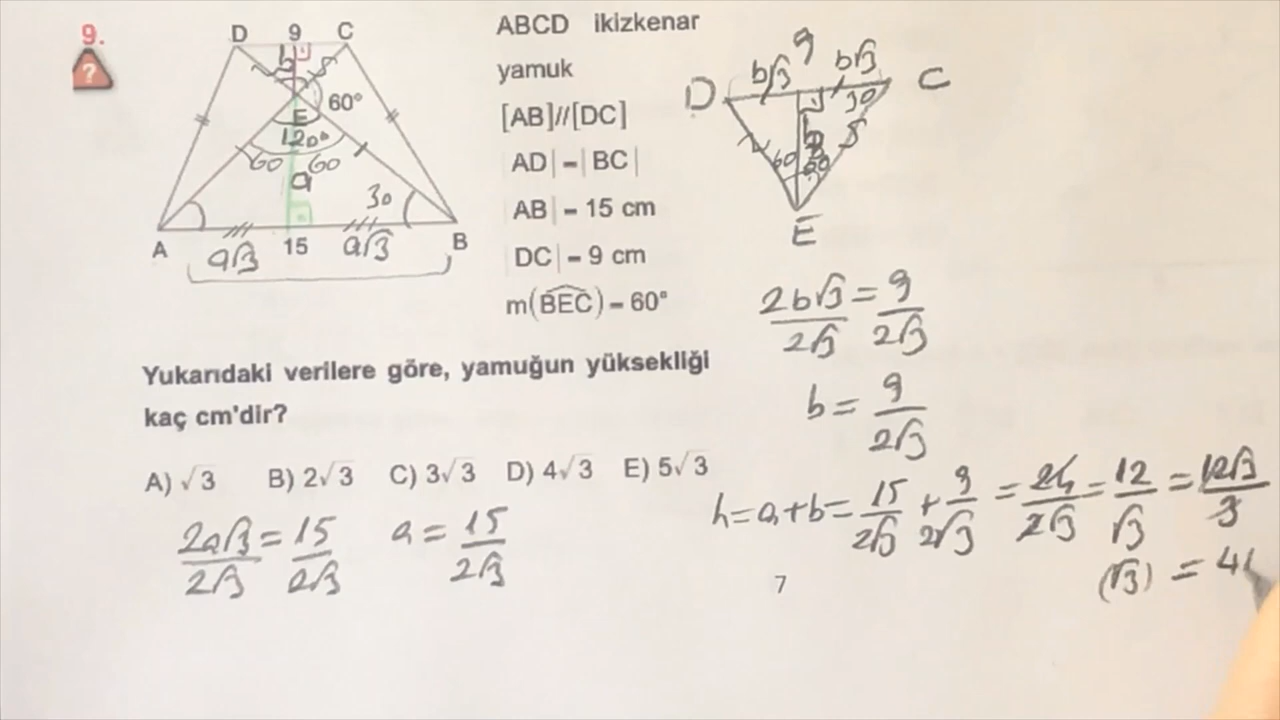 9.
?
D 9 C
b
E
60°
120°
60 60
a
30
A 15 B
a√3 a√3
ABCD ikizkenar
yamuk
[AB]//[DC]
|AD| = |BC|
|AB| = 15 cm
|DC| = 9 cm
m(BEC) = 60°
9
b√3 b√3
D C
30
b
60 60
E
2b√3/2√3 = 9/2√3
b = 9/2√3
Yukarıdaki verilere göre, yamuğun yüksekliği
kaç cm'dir?
A) √3 B) 2√3 C) 3√3 D) 4√3 E) 5√3
2a√3/2√3 = 15/2√3 a = 15/2√3
h = a + b = 15/2√3 + 9/2√3 = 24/2√3 = 12/√3 = 12√3/3
(√3) = 4
7